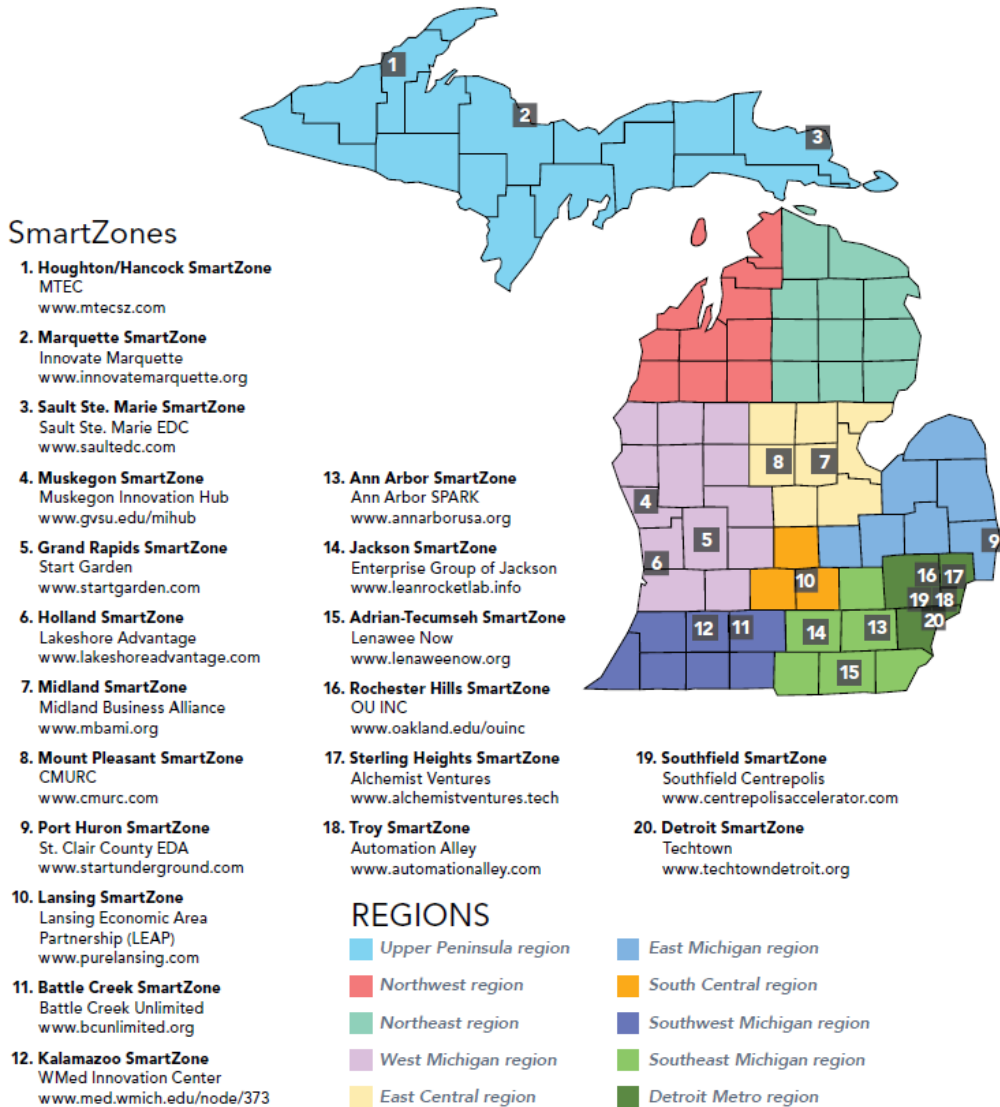 1
2
3
SmartZones
1. Houghton/Hancock SmartZone
MTEC
www.mtecsz.com
2. Marquette SmartZone
Innovate Marquette
www.innovatemarquette.org
3. Sault Ste. Marie SmartZone
Sault Ste. Marie EDC
www.saultedc.com
4. Muskegon SmartZone
Muskegon Innovation Hub
www.gvsu.edu/mihub
5. Grand Rapids SmartZone
Start Garden
www.startgarden.com
6. Holland SmartZone
Lakeshore Advantage
www.lakeshoreadvantage.com
7. Midland SmartZone
Midland Business Alliance
www.mbami.org
8. Mount Pleasant SmartZone
CMURC
www.cmurc.com
9. Port Huron SmartZone
St. Clair County EDA
www.startunderground.com
10. Lansing SmartZone
Lansing Economic Area
Partnership (LEAP)
www.purelansing.com
11. Battle Creek SmartZone
Battle Creek Unlimited
www.bcunlimited.org
12. Kalamazoo SmartZone
WMed Innovation Center
www.med.wmich.edu/node/373
13. Ann Arbor SmartZone
Ann Arbor SPARK
www.annarborusa.org
14. Jackson SmartZone
Enterprise Group of Jackson
www.leanrocketlab.info
15. Adrian-Tecumseh SmartZone
Lenawee Now
www.lenaweenow.org
16. Rochester Hills SmartZone
OU INC
www.oakland.edu/ouinc
17. Sterling Heights SmartZone
Alchemist Ventures
www.alchemistventures.tech
18. Troy SmartZone
Automation Alley
www.automationalley.com
19. Southfield SmartZone
Southfield Centrepolis
www.centrepolisaccelerator.com
20. Detroit SmartZone
Techtown
www.techtowndetroit.org
8 7
4
5 9
6
10 16 17
19 18
12 11 14 13 20
15
REGIONS
Upper Peninsula region
Northwest region
Northeast region
West Michigan region
East Central region
East Michigan region
South Central region
Southwest Michigan region
Southeast Michigan region
Detroit Metro region